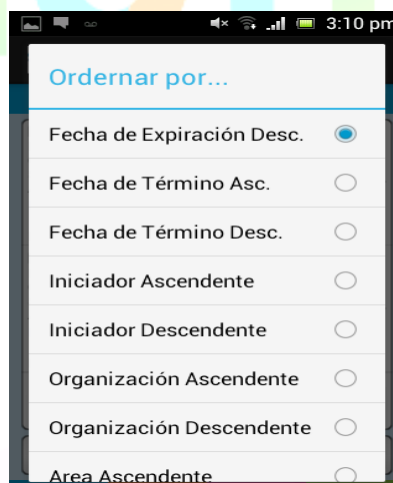 3:10 pm
Ordernar por...
Fecha de Expiración Desc.
Fecha de Término Asc.
Fecha de Término Desc.
Iniciador Ascendente
Iniciador Descendente
Organización Ascendente
Organización Descendente
Area Ascendente